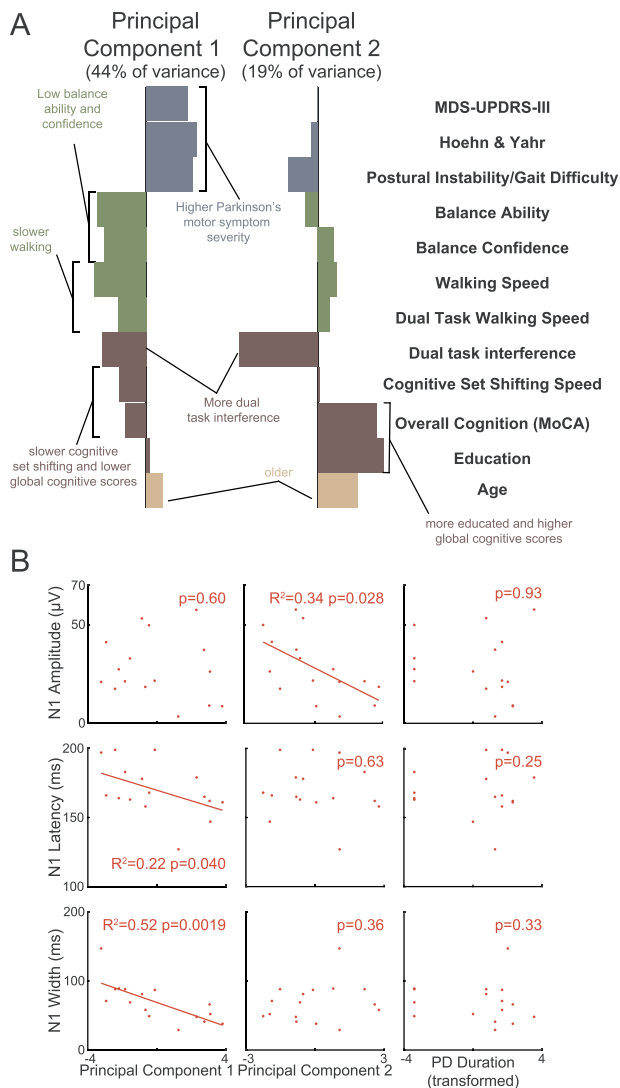 A
Principal
Component 1
(44% of variance)
Principal
Component 2
(19% of variance)
Low balance
ability and
confidence
slower
walking
Higher Parkinson's
motor symptom
severity
More dual
task interference
slower cognitive
set shifting and lower
global cognitive scores
older
more educated and higher
global cognitive scores
MDS-UPDRS-III
Hoehn & Yahr
Postural Instability/Gait Difficulty
Balance Ability
Balance Confidence
Walking Speed
Dual Task Walking Speed
Dual task interference
Cognitive Set Shifting Speed
Overall Cognition (MoCA)
Education
Age
B
N1 Amplitude (μV)
70
50
0
p=0.60
R²=0.34 p=0.028
p=0.93
N1 Latency (ms)
200
150
100
R²=0.22 p=0.040
p=0.63
p=0.25
N1 Width (ms)
200
100
0
R²=0.52 p=0.0019
p=0.36
p=0.33
-4 4
Principal Component 1
-3 3
Principal Component 2
-4 4
PD Duration
(transformed)